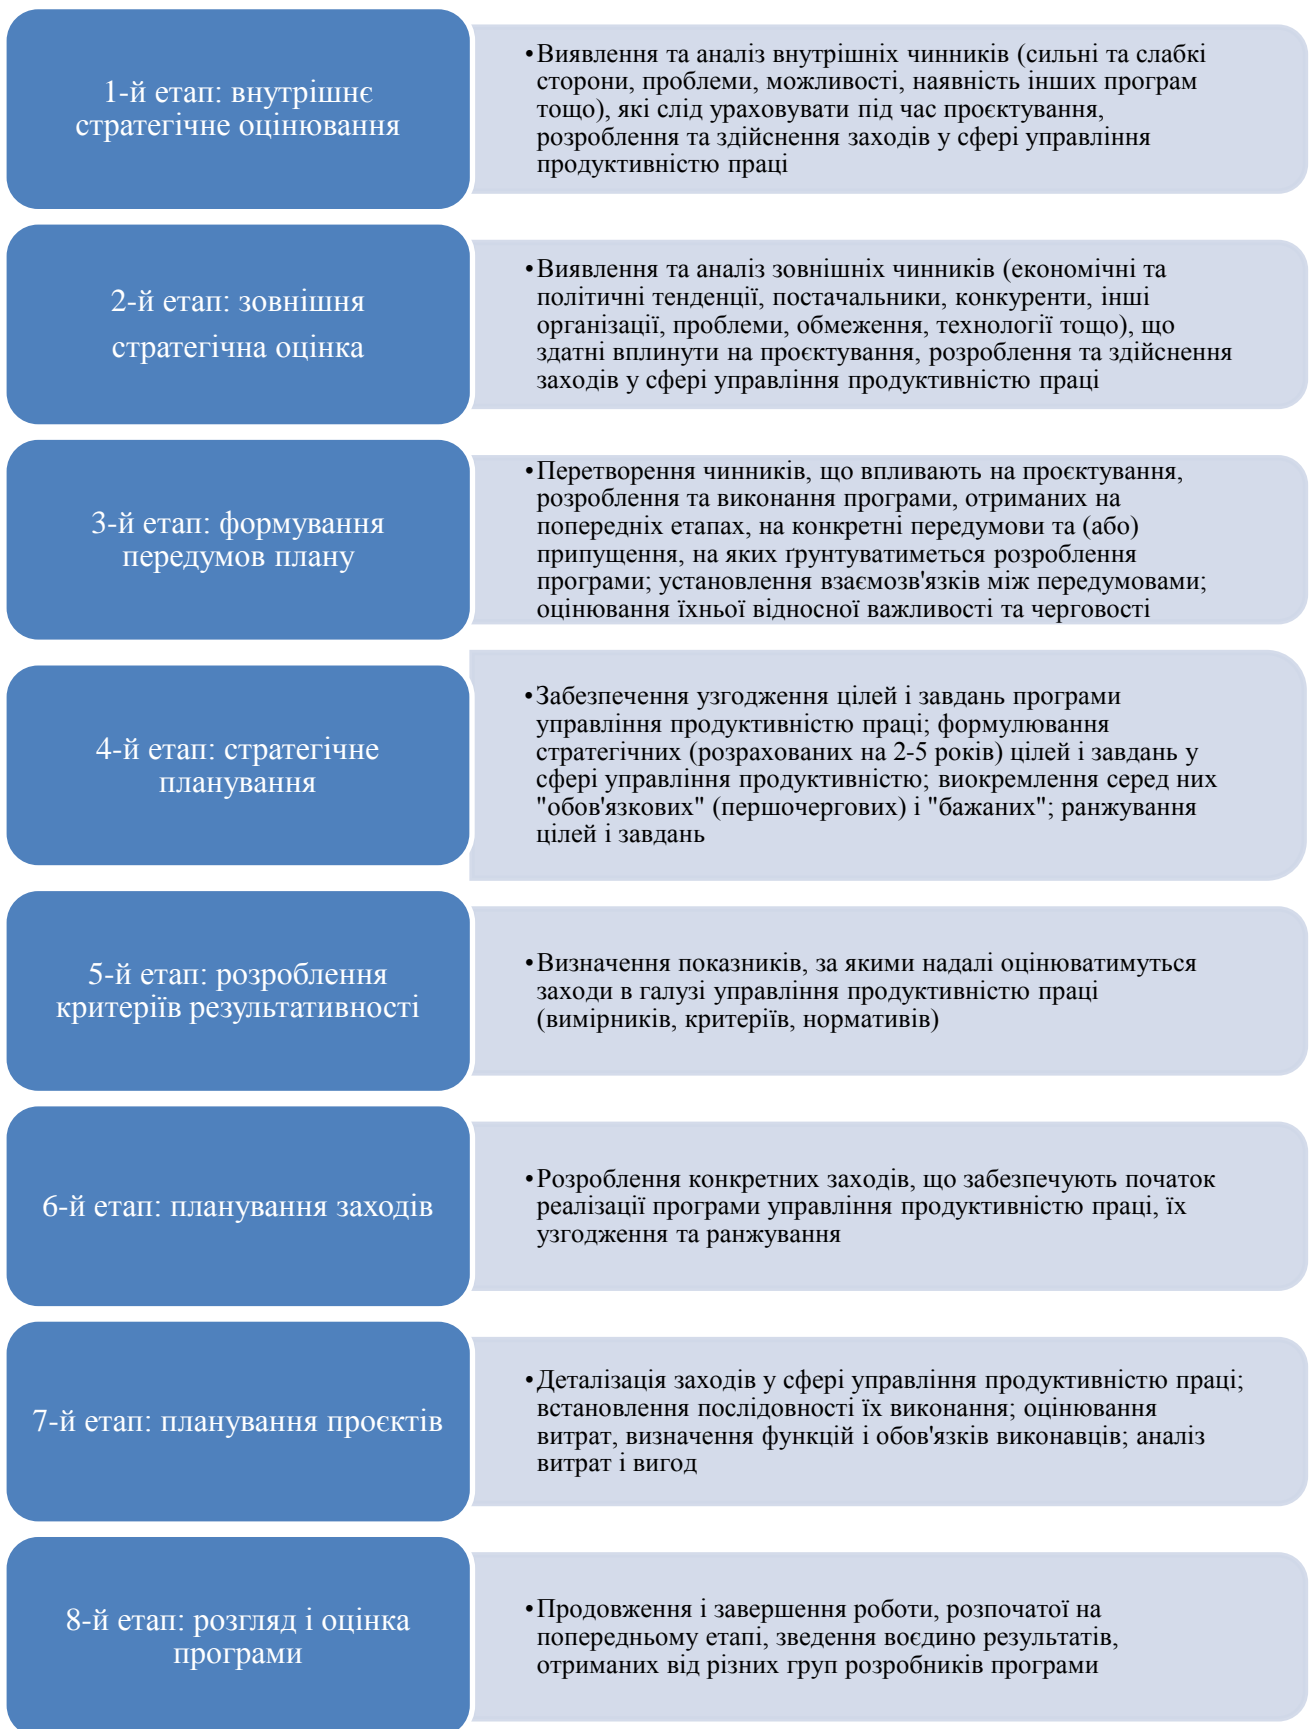 1-й етап: внутрішнє
стратегічне оцінювання
•Виявлення та аналіз внутрішніх чинників (сильні та слабкі
сторони, проблеми, можливості, наявність інших програм
тощо), які слід ураховувати під час проєктування,
розроблення та здійснення заходів у сфері управління
продуктивністю праці
2-й етап: зовнішня
стратегічна оцінка
•Виявлення та аналіз зовнішніх чинників (економічні та
політичні тенденції, постачальники, конкуренти, інші
організації, проблеми, обмеження, технології тощо), що
здатні вплинути на проєктування, розроблення та здійснення
заходів у сфері управління продуктивністю праці
3-й етап: формування
передумов плану
•Перетворення чинників, що впливають на проєктування,
розроблення та виконання програми, отриманих на
попередніх етапах, на конкретні передумови та (або)
припущення, на яких ґрунтуватиметься розроблення
програми; установлення взаємозв'язків між передумовами;
оцінювання їхньої відносної важливості та черговості
4-й етап: стратегічне
планування
•Забезпечення узгодження цілей і завдань програми
управління продуктивністю праці; формулювання
стратегічних (розрахованих на 2-5 років) цілей і завдань у
сфері управління продуктивністю; виокремлення серед них
"обов'язкових" (першочергових) і "бажаних"; ранжування
цілей і завдань
5-й етап: розроблення
критеріїв результативності
•Визначення показників, за якими надалі оцінюватимуться
заходи в галузі управління продуктивністю праці
(вимірників, критеріїв, нормативів)
6-й етап: планування заходів
•Розроблення конкретних заходів, що забезпечують початок
реалізації програми управління продуктивністю праці, їх
узгодження та ранжування
7-й етап: планування проєктів
•Деталізація заходів у сфері управління продуктивністю праці;
встановлення послідовності їх виконання; оцінювання
витрат, визначення функцій і обов'язків виконавців; аналіз
витрат і вигод
8-й етап: розгляд і оцінка
програми
•Продовження і завершення роботи, розпочатої на
попередньому етапі, зведення воєдино результатів,
отриманих від різних груп розробників програми